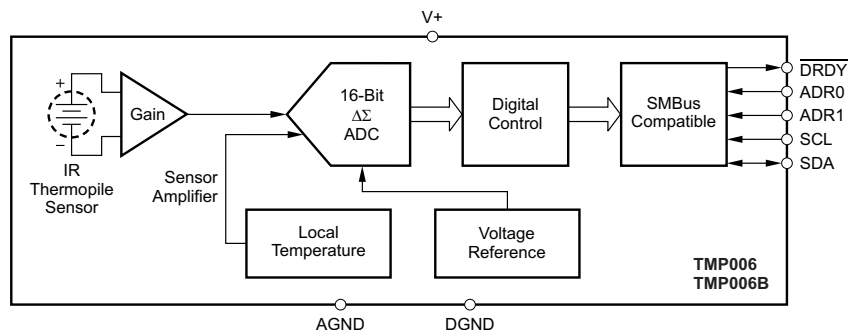 V+
+
Gain
−
IR
Thermopile
Sensor
Sensor
Amplifier
16-Bit
ΔΣ
ADC
Digital
Control
SMBus
Compatible
DRDY
ADR0
ADR1
SCL
SDA
Local
Temperature
Voltage
Reference
TMP006
TMP006B
AGND
DGND